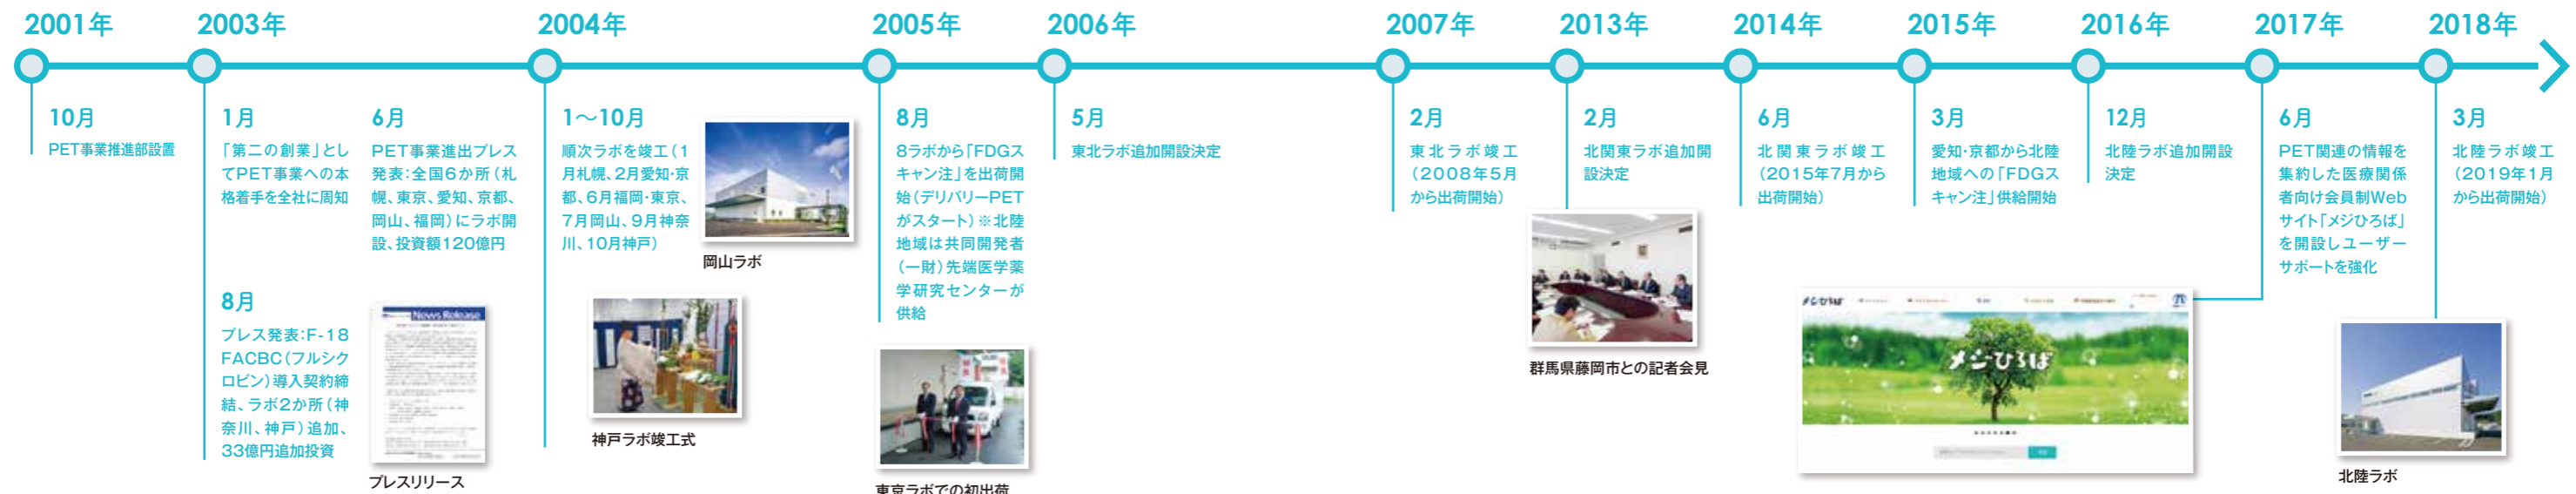 2001年
10月
PET事業推進部設置
2003年
1月
「第二の創業」とし
てPET事業への本
格着手を全社に周知
6月
PET事業進出プレス
発表:全国6か所(札
幌、東京、愛知、京都、
岡山、福岡)にラボ開
設、投資額120億円
8月
プレス発表:F-18
FACBC(フルシク
ロビン)導入契約締
結、ラボ2か所(神
奈川、神戸)追加、
33億円追加投資
News Release
プレスリリース
2004年
1〜10月
順次ラボを竣工(1
月札幌、2月愛知・京
都、6月福岡・東京、
7月岡山、9月神奈
川、10月神戸)
岡山ラボ
神戸ラボ竣工式
2005年
8月
8ラボから「FDGス
キャン注」を出荷開
始(デリバリーPET
がスタート)※北陸
地域は共同開発者
(一財)先端医学薬
学研究センターが
供給
東京ラボでの初出荷
2006年
5月
東北ラボ追加開設決定
2007年
2月
東北ラボ竣工
(2008年5月
から出荷開始)
2013年
2月
北関東ラボ追加開
設決定
群馬県藤岡市との記者会見
2014年
6月
北関東ラボ竣工
(2015年7月から
出荷開始)
2015年
3月
愛知・京都から北陸
地域への「FDGス
キャン注」供給開始
2016年
12月
北陸ラボ追加開設
決定
2017年
6月
PET関連の情報を
集約した医療関係
者向け会員制Web
サイト「メジひろば」
を開設しユーザー
サポートを強化
メジひろば
メジひろば
2018年
3月
北陸ラボ竣工
(2019年1月
から出荷開始)
北陸ラボ